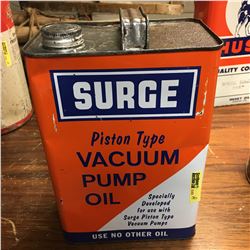 SURGE
Piston Type
VACUUM
PUMP
OIL
Specially
Developed
for use with
Surge Piston Type
Vacuum Pumps
USE NO OTHER OIL